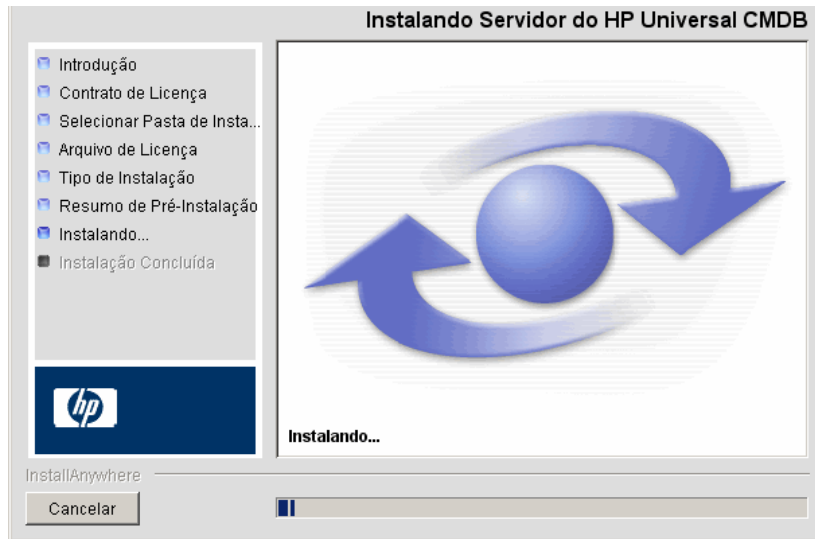 Instalando Servidor do HP Universal CMDB
Introdução
Contrato de Licença
Selecionar Pasta de Insta...
Arquivo de Licença
Tipo de Instalação
Resumo de Pré-Instalação
Instalando...
Instalação Concluída
hp
Instalando...
InstallAnywhere
Cancelar